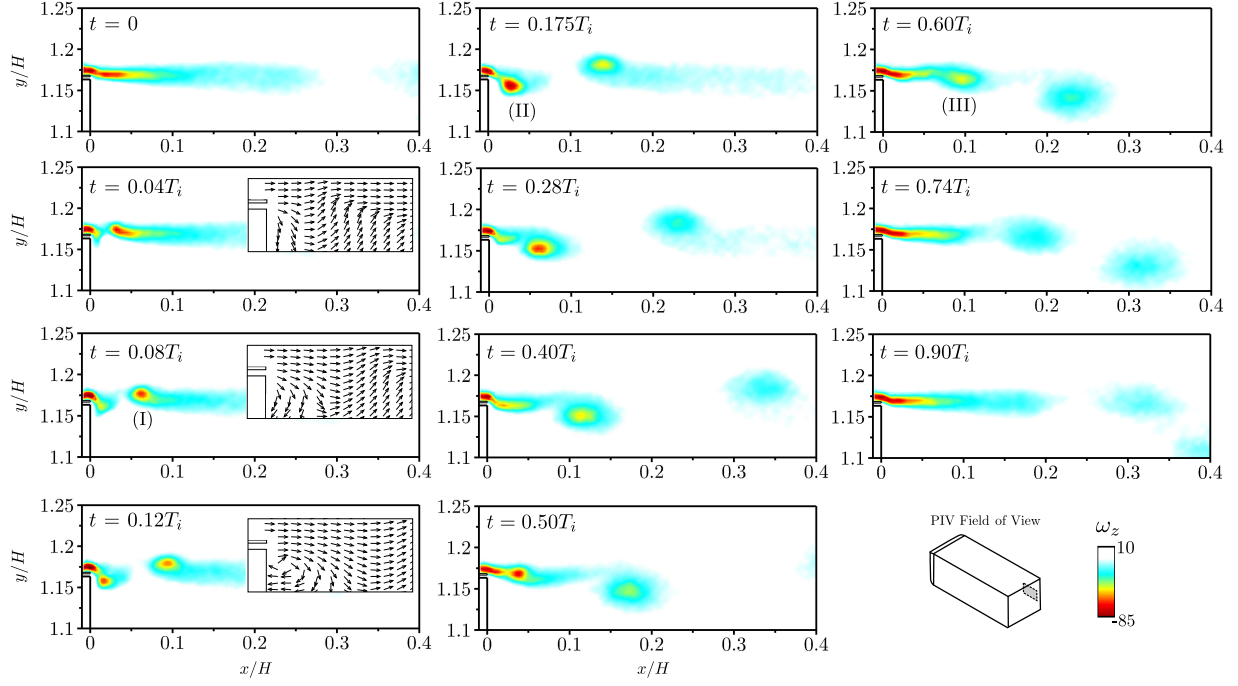 t = 0
1.25
1.2
1.15
1.1
y/H
0 0.1 0.2 0.3 0.4
t = 0.175T_i
1.25
1.2
1.15
1.1
(II)
0 0.1 0.2 0.3 0.4
t = 0.60T_i
1.25
1.2
1.15
1.1
(III)
0 0.1 0.2 0.3 0.4
t = 0.04T_i
1.25
1.2
1.15
1.1
y/H
0 0.1 0.2 0.3 0.4
t = 0.28T_i
1.25
1.2
1.15
1.1
0 0.1 0.2 0.3 0.4
t = 0.74T_i
1.25
1.2
1.15
1.1
0 0.1 0.2 0.3 0.4
t = 0.08T_i
1.25
1.2
1.15
1.1
y/H
(I)
0 0.1 0.2 0.3 0.4
t = 0.40T_i
1.25
1.2
1.15
1.1
0 0.1 0.2 0.3 0.4
t = 0.90T_i
1.25
1.2
1.15
1.1
0 0.1 0.2 0.3 0.4
t = 0.12T_i
1.25
1.2
1.15
1.1
y/H
0 0.1 0.2 0.3 0.4
x/H
t = 0.50T_i
1.25
1.2
1.15
1.1
0 0.1 0.2 0.3 0.4
x/H
PIV Field of View
ω_z
10
-85